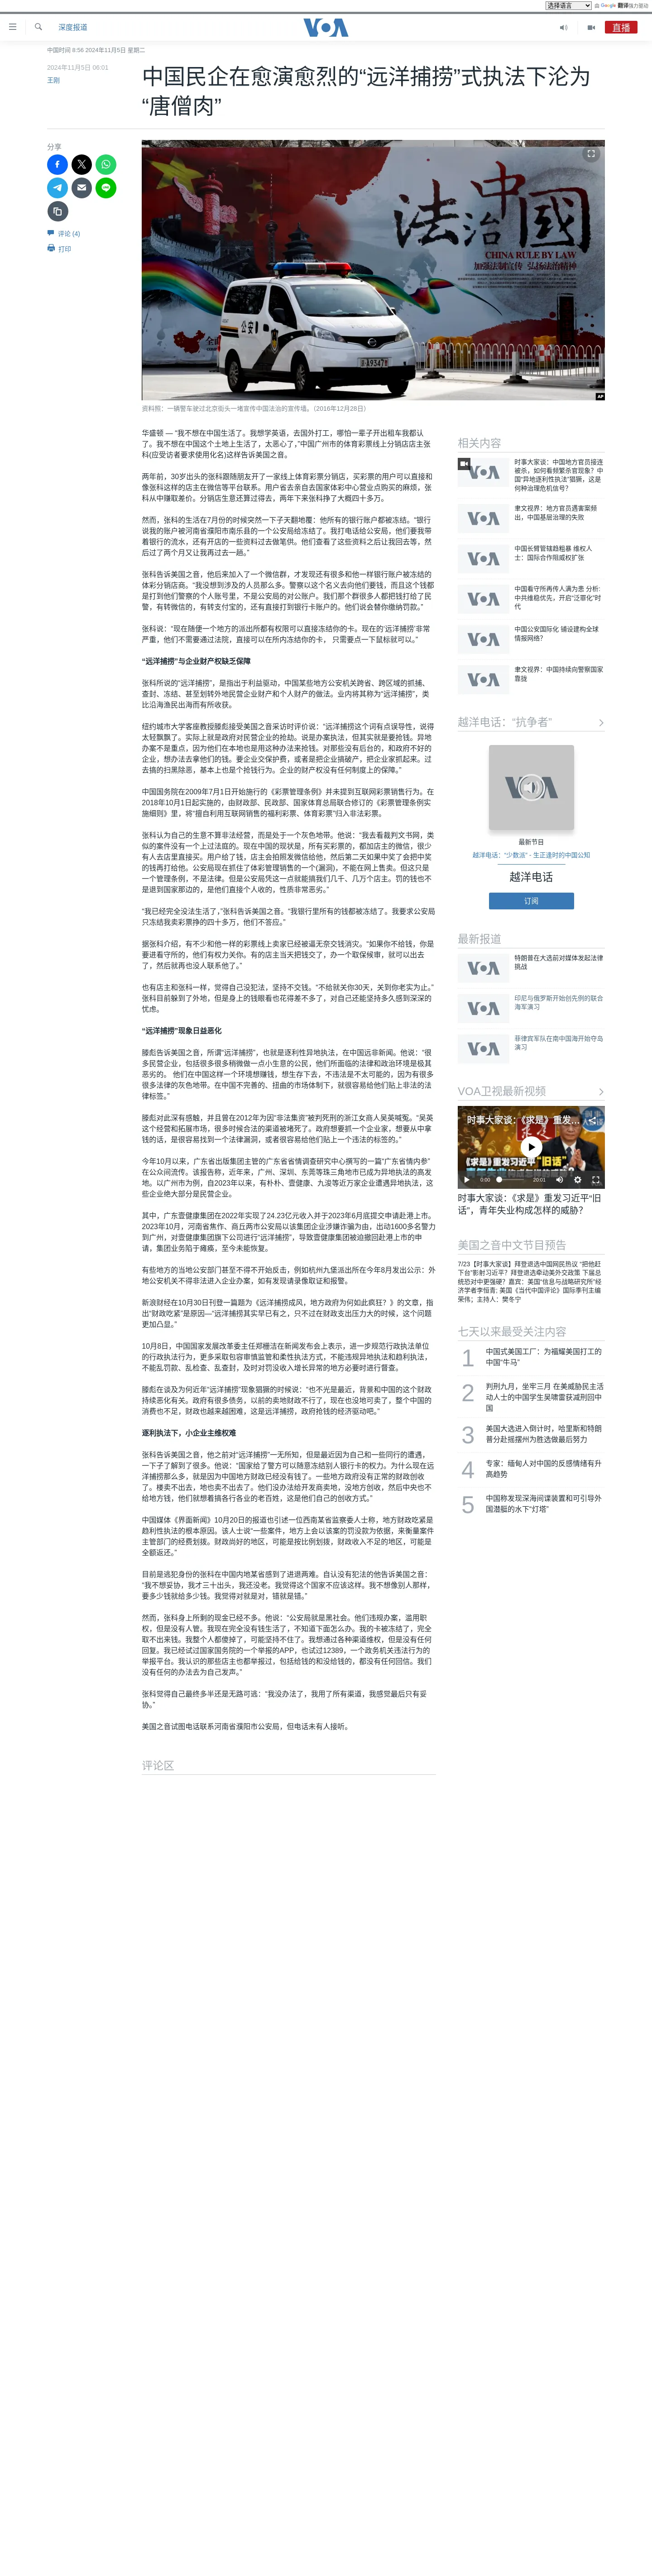 选择语言
由 Google 翻译强力驱动
深度报道
VOA
直播
中国时间 8:56 2024年11月5日 星期二
2024年11月5日 06:01
王刚
中国民企在愈演愈烈的“远洋捕捞”式执法下沦为
“唐僧肉”
分享
评论 (4)
打印
法治中国
CHINA RULE BY LAW
加强法制宣传 弘扬法治精神
AP
资料照：一辆警车驶过北京街头一堵宣传中国法治的宣传墙。（2016年12月28日）
华盛顿 — “我不想在中国生活了。我想学英语，去国外打工，哪怕一辈子开出租车我都认
了。我不想在中国这个土地上生活了，太恶心了，”中国广州市的体育彩票线上分销店店主张
科(应受访者要求使用化名)这样告诉美国之音。
两年前，30岁出头的张科跟随朋友开了一家线上体育彩票分销店，买彩票的用户可以直接和
像张科这样的店主在微信等平台联系。用户省去亲自去国家体彩中心营业点购买的麻烦，张
科从中赚取差价。分销店生意还算过得去，两年下来张科挣了大概四十多万。
然而，张科的生活在7月份的时候突然一下子天翻地覆：他所有的银行账户都被冻结。“银行
说我的账户被河南省濮阳市南乐县的一个公安局给冻结了。我打电话给公安局，他们要我带
着银行的流水，还有开店的一些资料过去做笔供。他们查看了这些资料之后让我回去等，然
后过了两个月又让我再过去一趟。”
张科告诉美国之音，他后来加入了一个微信群，才发现还有很多和他一样银行账户被冻结的
体彩分销店商。“我没想到涉及的人员那么多。警察以这个名义去向他们要钱，而且这个钱都
是打到他们警察的个人账号里，不是公安局的对公账户。我们那个群很多人都把钱打给了民
警，有转微信的，有转支付宝的，还有直接打到银行卡账户的。他们说会替你缴纳罚款。”
张科说：“现在随便一个地方的派出所都有权限可以直接冻结你的卡。现在的‘远洋捕捞’非常
严重，他们不需要通过法院，直接可以在所内冻结你的卡， 只需要点一下鼠标就可以。”
“远洋捕捞”与企业财产权缺乏保障
张科所说的“远洋捕捞”，是指出于利益驱动，中国某些地方公安机关跨省、跨区域的抓捕、
查封、冻结、甚至划转外地民营企业财产和个人财产的做法。业内将其称为“远洋捕捞”，类
比沿海渔民出海而有所收获。
纽约城市大学客座教授滕彪接受美国之音采访时评价说：“远洋捕捞这个词有点误导性，说得
太轻飘飘了。实际上就是政府对民营企业的抢劫。说是办案执法，但其实就是要抢钱。异地
办案不是重点，因为他们在本地也是用这种办法来抢钱。对那些没有后台的，和政府不好的
企业，想办法去拿他们的钱。要企业交保护费，或者是把企业搞破产，把企业家抓起来。过
去搞的扫黑除恶，基本上也是个抢钱行为。企业的财产权没有任何制度上的保障。”
中国国务院在2009年7月1日开始施行的《彩票管理条例》并未提到互联网彩票销售行为。在
2018年10月1日起实施的，由财政部、民政部、国家体育总局联合修订的《彩票管理条例实
施细则》里，将“擅自利用互联网销售的福利彩票、体育彩票”归入非法彩票。
张科认为自己的生意不算非法经营，而是处于一个灰色地带。他说：“我去看裁判文书网，类
似的案件没有一个上过法庭的。现在中国的现状是，所有买彩票的，都加了店主的微信，很少
有人去店里直接买。用户给了钱，店主会拍照发微信给他，然后第二天如果中奖了会把中奖
的钱再打给他。公安局现在抓住了体彩管理销售的一个(漏洞)，不能在网上售卖。但这只是
一个行规，不是法律。但是公安局凭这一点就能搞我们几千、几万个店主。罚的钱也不
是退到国家那边的，是他们直接个人收的，性质非常恶劣。”
“我已经完全没法生活了，”张科告诉美国之音。“我银行里所有的钱都被冻结了。我要求公安局
只冻结我卖彩票挣的四十多万，他们不答应。”
据张科介绍，有不少和他一样的彩票线上卖家已经被逼无奈交钱消灾。“如果你不给钱，你是
要进看守所的，他们有权力关你。有的店主当天把钱交了，办一个取保候审，就可以出去
了，然后就再也没人联系他了。”
也有店主和张科一样，觉得自己没犯法，坚持不交钱。“不给就关你30天，关到你老实为止。”
张科目前躲到了外地，但是身上的钱眼看也花得差不多了，对自己还能坚持多久感到深深的
忧虑。
“远洋捕捞”现象日益恶化
滕彪告诉美国之音，所谓“远洋捕捞”，也就是逐利性异地执法，在中国远非新闻。他说：“很
多民营企业，包括很多很多稍微做一点小生意的公民，他们所面临的法律和政治环境是极其
恶劣的。 他们在中国这样一个环境想赚钱，想生存下去，不违法是不太可能的，因为有很多
很多法律的灰色地带。在中国不完善的、扭曲的市场体制下，就很容易给他们贴上非法的法
律标签。”
滕彪对此深有感触，并且曾在2012年为因“非法集资”被判死刑的浙江女商人吴英喊冤。“吴英
这个经营和拓展市场，很多时候合法的渠道被堵死了。政府想要抓一个企业家，想要从中拿
钱的话，是很容易找到一个法律漏洞，或者很容易给他们贴上一个违法的标签的。”
今年10月以来，广东省出版集团主管的广东省省情调查研究中心撰写的一篇“广东省情内参”
在公众间流传。该报告称，近年来，广州、深圳、东莞等珠三角城市已成为异地执法的重灾
地。以广州市为例，自2023年以来，有朴朴、壹健康、九浚等近万家企业遭遇异地执法，这
些企业绝大部分是民营企业。
其中，广东壹健康集团在2022年实现了24.23亿元收入并于2023年6月底提交申请赴港上市。
2023年10月，河南省焦作、商丘两市公安局以该集团企业涉嫌诈骗为由，出动1600多名警力
到广州，对壹健康集团旗下公司进行“远洋捕捞”，导致壹健康集团被迫撤回赴港上市的申
请，集团业务陷于瘫痪，至今未能恢复。
有些地方的当地公安部门甚至不得不开始反击，例如杭州九堡派出所在今年8月发出公示：外
地公安机关不得非法进入企业办案，如有发现请录像取证和报警。
新浪财经在10月30日刊登一篇题为《远洋捕捞成风，地方政府为何如此疯狂？》的文章，指
出“财政吃紧”是原因—“远洋捕捞其实早已有之，只不过在财政压力大的时候，这个问题会更
加凸显。”
10月8日，中国国家发展改革委主任郑栅洁在新闻发布会上表示，进一步规范行政执法单位
的行政执法行为，更多采取包容审慎监管和柔性执法方式，不能违规异地执法和趋利执法，
不能乱罚款、乱检查、乱查封，及时对罚没收入增长异常的地方必要时进行督查。
滕彪在谈及为何近年“远洋捕捞”现象猖獗的时候说：“也不光是最近，背景和中国的这个财政
持续恶化有关。政府有很多债务，以前的卖地财政不行了，现在也没地可卖了，整个中国的
消费也不足，财政也越来越困难，这是远洋捕捞，政府抢钱的经济驱动吧。”
逐利执法下，小企业主维权难
张科告诉美国之音，他之前对“远洋捕捞”一无所知，但是最近因为自己和一些同行的遭遇，
一下子了解到了很多。他说：“国家给了警方可以随意冻结别人银行卡的权力。为什么现在远
洋捕捞那么多，就是因为中国地方财政已经没有钱了。一些地方政府没有正常的财政创收
了。楼卖不出去，地也卖不出去了。他们没办法给开发商卖地，没地方创收，然后中央也不
给地方钱，他们就想着搞各行各业的老百姓，这是他们自己的创收方式。”
中国媒体《界面新闻》10月20日的报道也引述一位西南某省监察委人士称，地方财政吃紧是
趋利性执法的根本原因。该人士说“一些案件，地方上会以该案的罚没款为依据，来衡量案件
主管部门的经费划拨。财政尚好的地区，可能是按比例划拨，财政收入不足的地区，可能是
全额返还。”
目前是逃犯身份的张科在中国内地某省感到了进退两难。自认没有犯法的他告诉美国之音：
“我不想妥协，我才三十出头，我还没老。我觉得这个国家不应该这样。我不想像别人那样，
要多少钱就给多少钱。我觉得对就是对，错就是错。”
然而，张科身上所剩的现金已经不多。他说：“公安局就是黑社会。他们违规办案，滥用职
权，但是没有人管。我现在完全没有钱生活了，不知道下面怎么办。我的卡被冻结了，完全
取不出来钱。我整个人都傻掉了，可能坚持不住了。我想通过各种渠道维权，但是没有任何
回复。我已经试过国家国务院的一个举报的APP，也试过12389，一个政务机关违法行为的
举报平台。我认识的那些店主也都举报过，包括给钱的和没给钱的，都没有任何回信。我们
没有任何的办法去为自己发声。”
张科觉得自己最终多半还是无路可逃：“我没办法了，我用了所有渠道，我感觉最后只有妥
协。”
美国之音试图电话联系河南省濮阳市公安局，但电话未有人接听。
评论区
相关内容
时事大家谈：中国地方官员接连
被杀，如何看频繁杀官现象？中
国“异地逐利性执法”猖獗，这是
何种治理危机信号？
聿文视界：地方官员遇害案频
出，中国基层治理的失败
中国长臂管辖趋粗暴 维权人
士：国际合作阻威权扩张
中国看守所再传人满为患 分析:
中共维稳优先，开启“泛罪化”时
代
中国公安国际化 铺设建构全球
情报网络?
聿文视界：中国持续向警察国家
靠拢
越洋电话：“抗争者”
最新节目
越洋电话：“少数派” - 生正逢时的中国公知
越洋电话
订阅
最新报道
特朗普在大选前对媒体发起法律
挑战
印尼与俄罗斯开始创先例的联合
海军演习
菲律宾军队在南中国海开始夺岛
演习
VOA卫视最新视频
时事大家谈：《求是》重发…
《求是》重发习近平“旧话”
0:00
20:01
时事大家谈：《求是》重发习近平“旧
话”，青年失业构成怎样的威胁？
美国之音中文节目预告
7/23【时事大家谈】拜登退选中国网民热议 “把他赶
下台”影射习近平？拜登退选牵动美外交政策 下届总
统恐对中更强硬？嘉宾：美国“信息与战略研究所”经
济学者李恒青; 美国《当代中国评论》国际季刊主编
荣伟；主持人：樊冬宁
七天以来最受关注内容
1 中国式美国工厂：为福耀美国打工的
中国“牛马”
2 判刑九月，坐牢三月 在美威胁民主活
动人士的中国学生吴啸雷获减刑回中
国
3 美国大选进入倒计时，哈里斯和特朗
普分赴摇摆州为胜选做最后努力
4 专家：缅甸人对中国的反感情绪有升
高趋势
5 中国称发现深海间谍装置和可引导外
国潜艇的水下“灯塔”